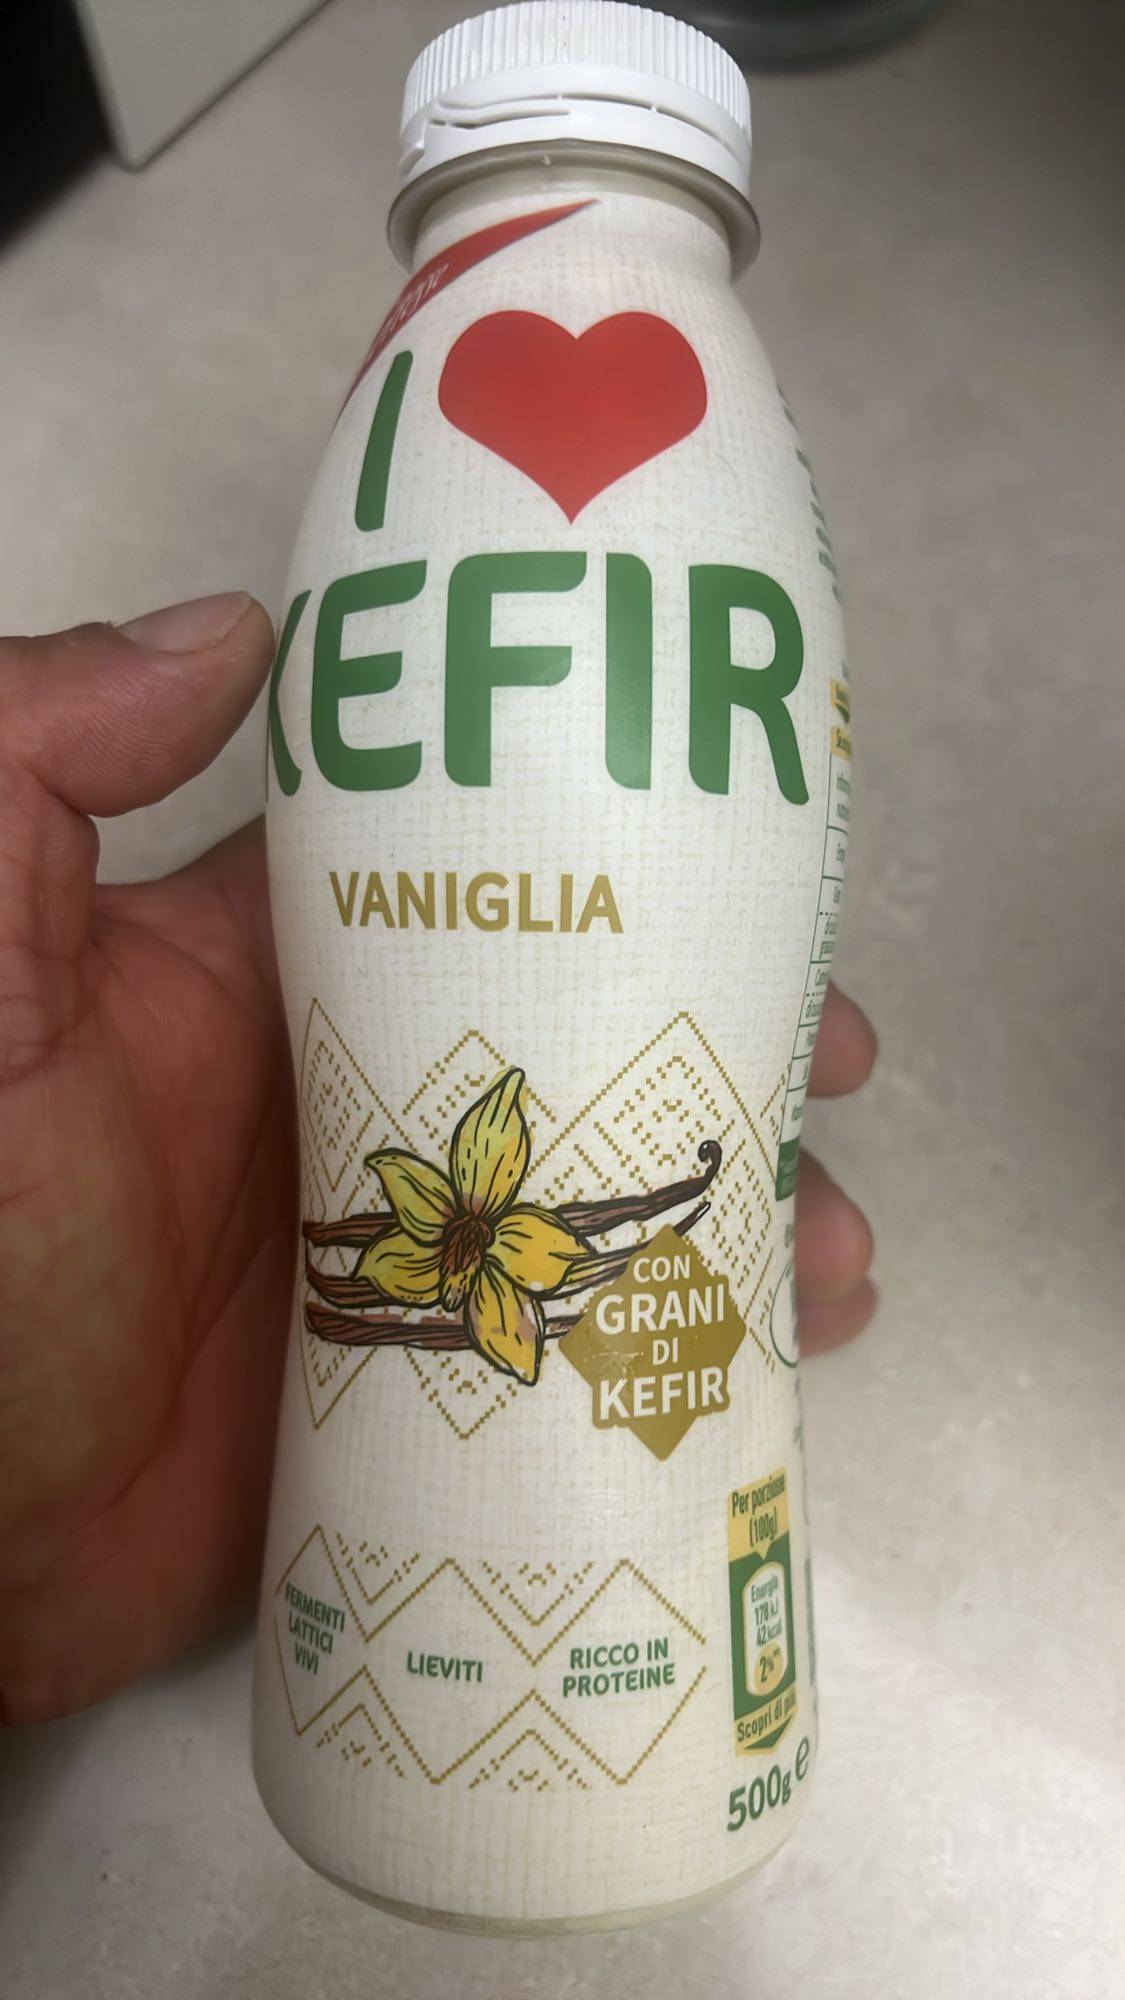 I
KEFIR
VANIGLIA
CON
GRANI
DI
KEFIR
FERMENTI
LATTICI
VIVI
LIEVITI
RICCO IN
PROTEINE
Per porzione
(100g)
Energia
178 kJ
42 kcal
2%
Scopri di più
500g e